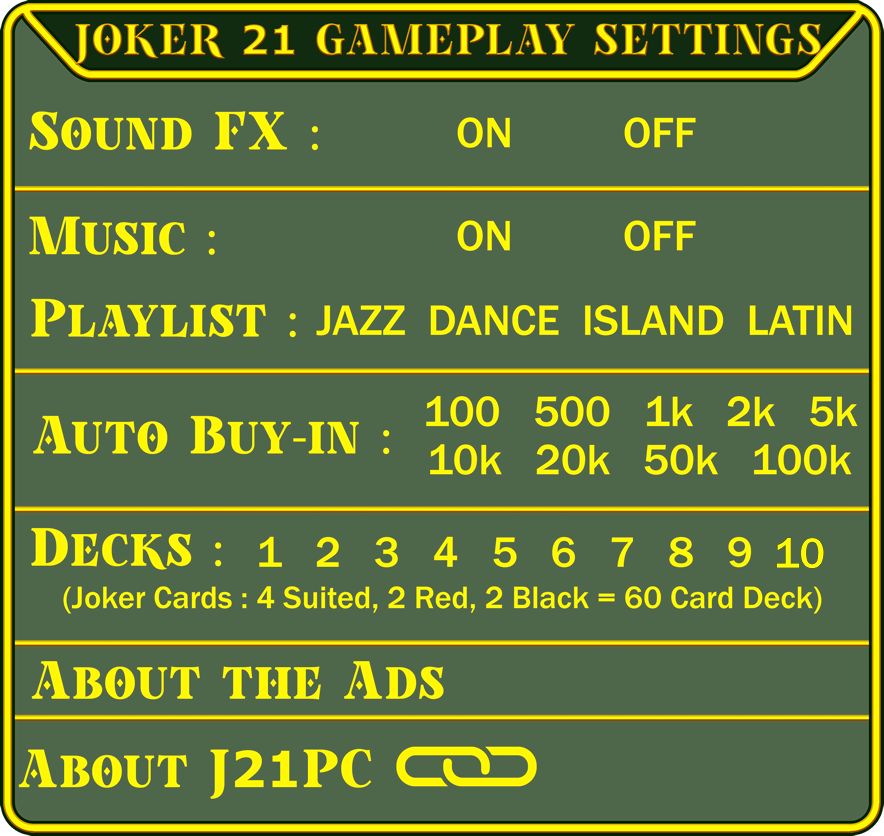 JOKER 21 GAMEPLAY SETTINGS
SOUND FX : ON OFF
MUSIC : ON OFF
PLAYLIST : JAZZ DANCE ISLAND LATIN
AUTO BUY-IN : 100 500 1k 2k 5k
10k 20k 50k 100k
DECKS : 1 2 3 4 5 6 7 8 9 10
(Joker Cards : 4 Suited, 2 Red, 2 Black = 60 Card Deck)
ABOUT THE ADS
ABOUT J21PC